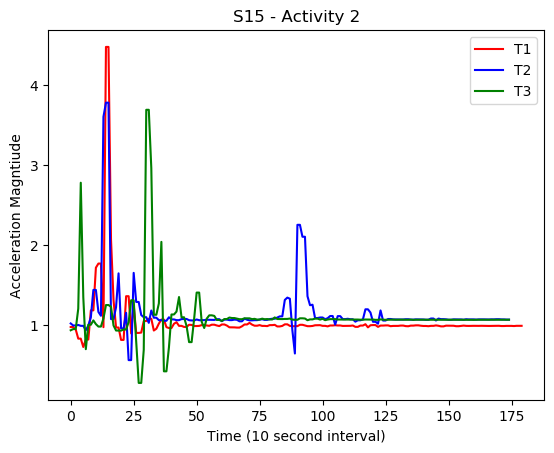 S15 - Activity 2
T1
T2
T3
Acceleration Magntiude
4
3
2
1
0
25
50
75
100
125
150
175
Time (10 second interval)